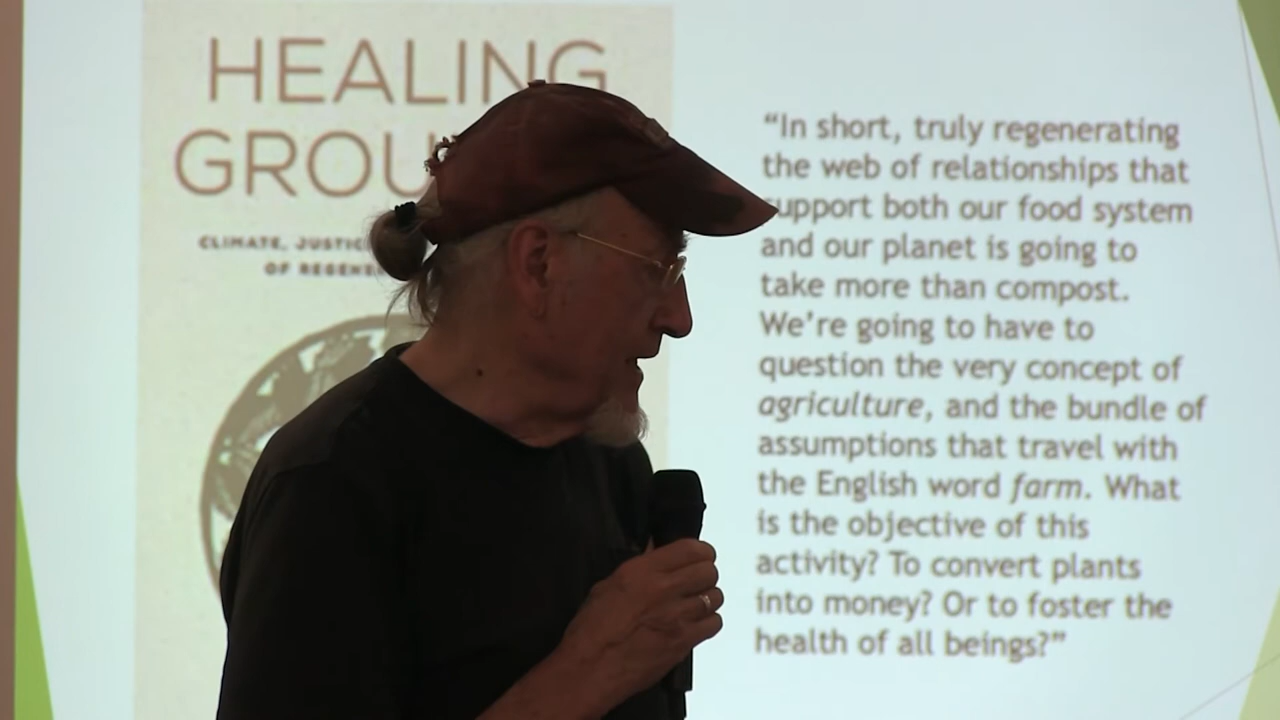 HEALING
GROU
CLIMATE, JUSTIC
OF REGENE
“In short, truly regenerating
the web of relationships that
support both our food system
and our planet is going to
take more than compost.
We’re going to have to
question the very concept of
agriculture, and the bundle of
assumptions that travel with
the English word farm. What
is the objective of this
activity? To convert plants
into money? Or to foster the
health of all beings?”